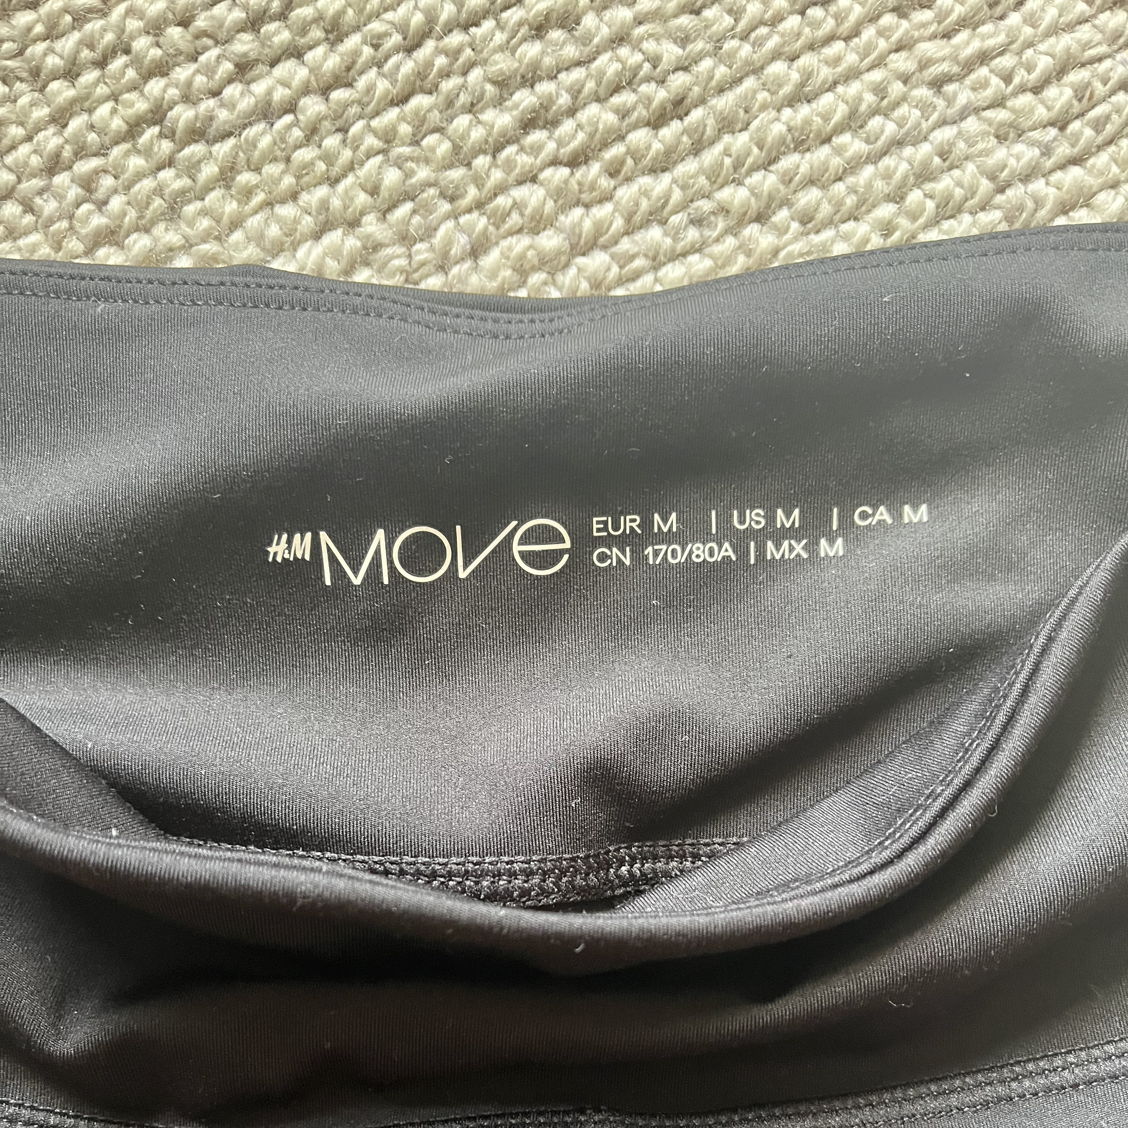 H&M MOVE
EUR M | US M | CA M
CN 170/80A | MX M